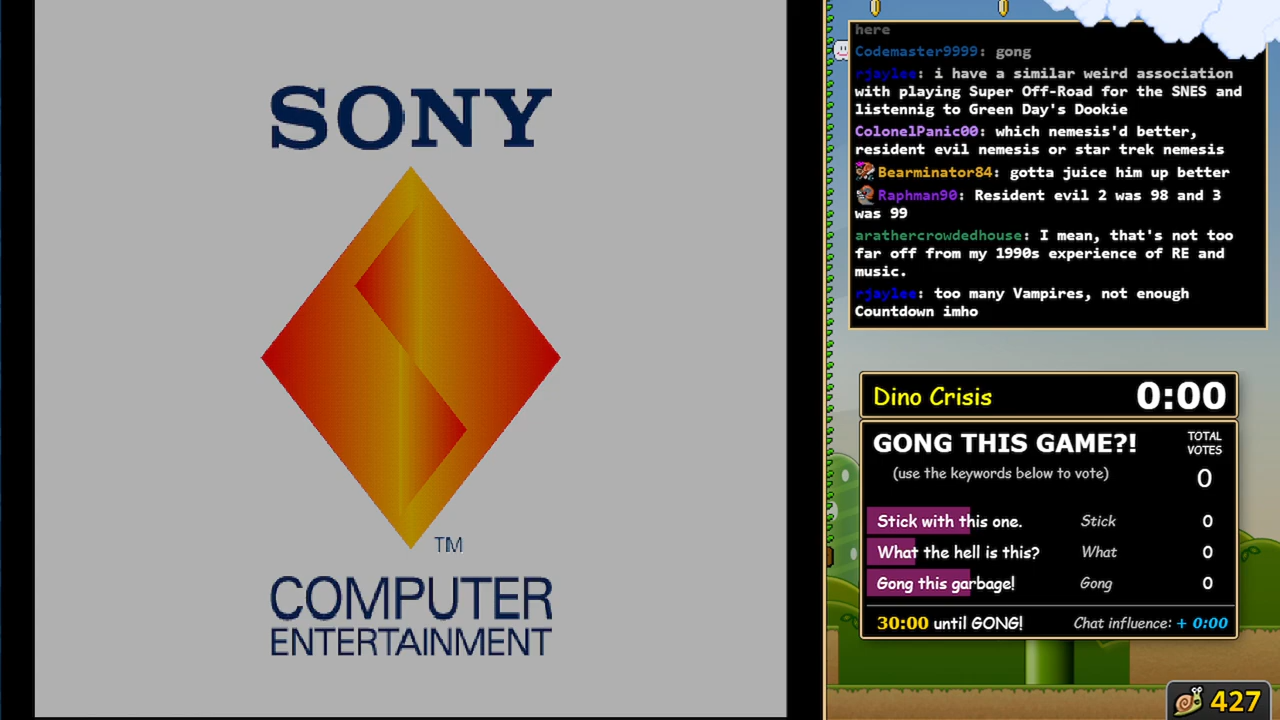 SONY
TM
COMPUTER
ENTERTAINMENT
here
Codemaster9999: gong
rjaylee: i have a similar weird association
with playing Super Off-Road for the SNES and
listennig to Green Day's Dookie
ColonelPanic00: which nemesis'd better,
resident evil nemesis or star trek nemesis
Bearminator84: gotta juice him up better
Raphman90: Resident evil 2 was 98 and 3
was 99
arathercrowdedhouse: I mean, that's not too
far off from my 1990s experience of RE and
music.
rjaylee: too many Vampires, not enough
Countdown imho
Dino Crisis 0:00
GONG THIS GAME?! TOTAL
VOTES
(use the keywords below to vote) 0
Stick with this one. Stick 0
What the hell is this? What 0
Gong this garbage! Gong 0
30:00 until GONG! Chat influence: + 0:00
427